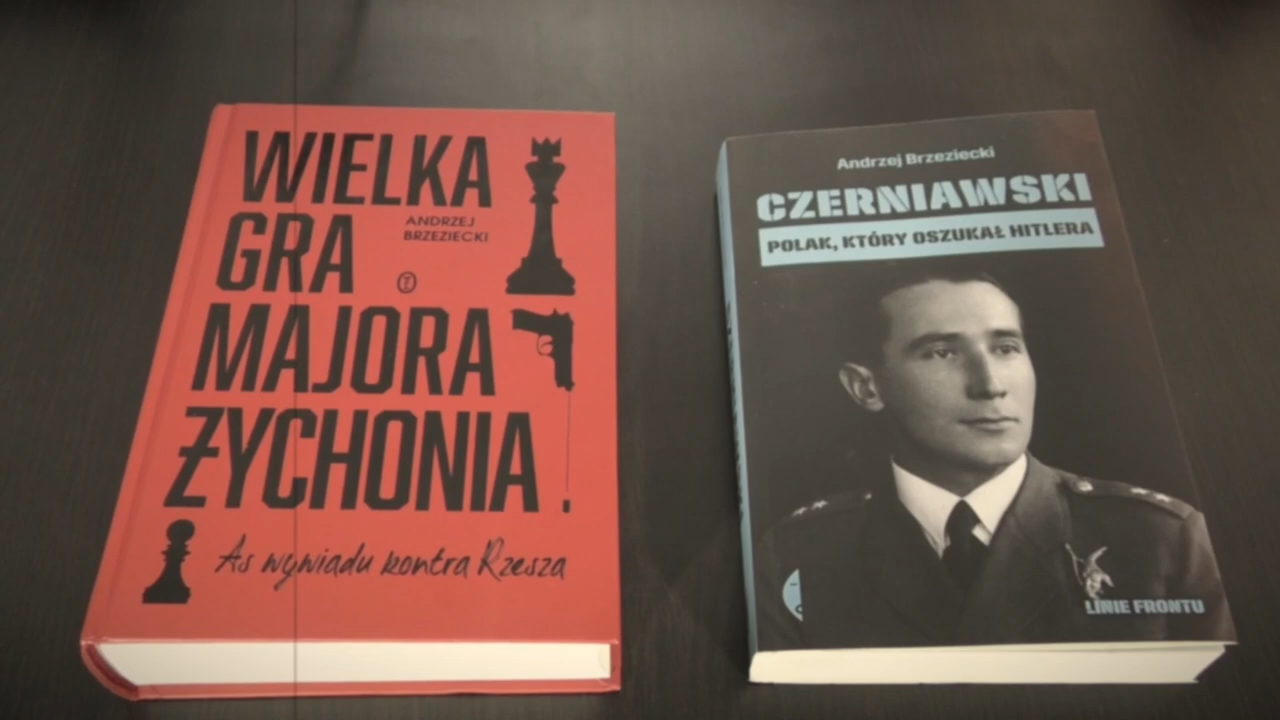 WIELKA
GRA
ANDRZEJ
BRZEZIECKI
MAJORA
ŻYCHONIA
As wywiadu kontra Rzesza
Andrzej Brzeziecki
CZERNIAWSKI
POLAK, KTÓRY OSZUKAŁ HITLERA
LINIE FRONTU